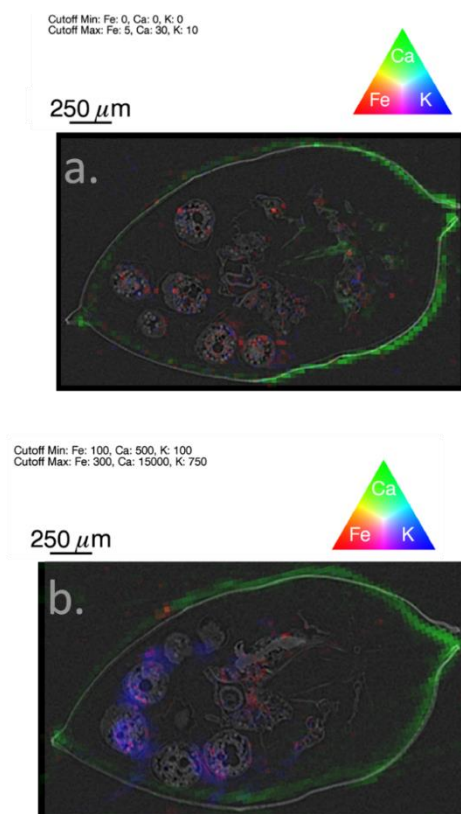 Cutoff Min: Fe: 0, Ca: 0, K: 0
Cutoff Max: Fe: 5, Ca: 30, K: 10
250 μm
Ca
Fe K
a.
Cutoff Min: Fe: 100, Ca: 500, K: 100
Cutoff Max: Fe: 300, Ca: 15000, K: 750
250 μm
Ca
Fe K
b.